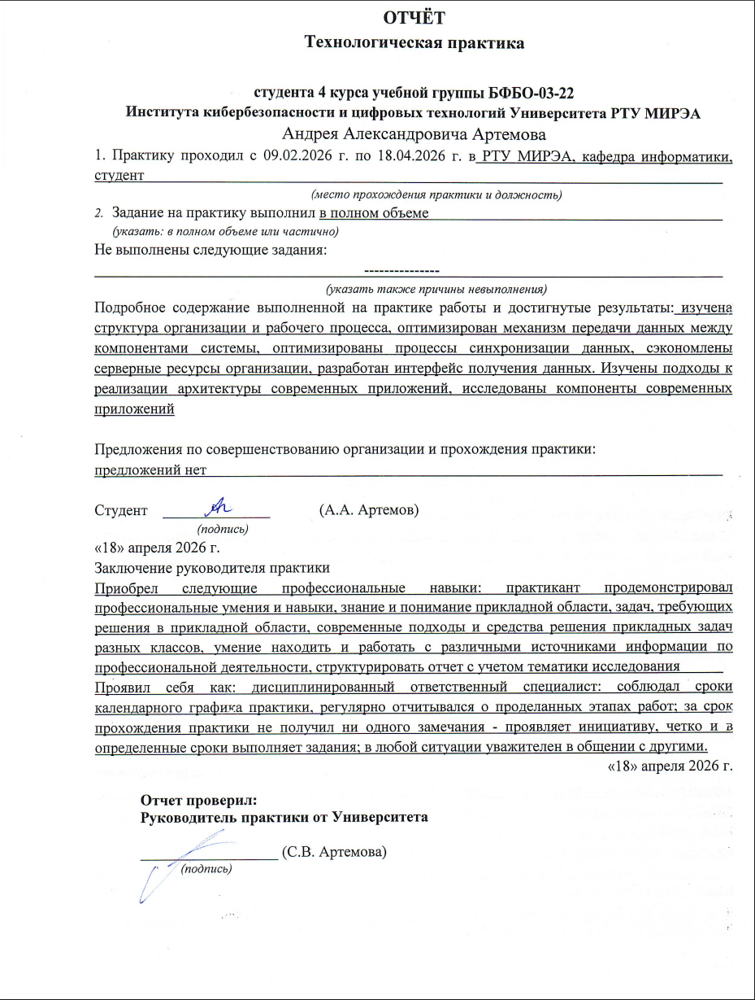 ОТЧЁТ
Технологическая практика
студента 4 курса учебной группы БФБО-03-22
Института кибербезопасности и цифровых технологий Университета РТУ МИРЭА
Андрея Александровича Артемова
1. Практику проходил с 09.02.2026 г. по 18.04.2026 г. в РТУ МИРЭА, кафедра информатики,
студент
(место прохождения практики и должность)
2. Задание на практику выполнил в полном объеме
(указать: в полном объеме или частично)
Не выполнены следующие задания:
---------------
(указать также причины невыполнения)
Подробное содержание выполненной на практике работы и достигнутые результаты: изучена
структура организации и рабочего процесса, оптимизирован механизм передачи данных между
компонентами системы, оптимизированы процессы синхронизации данных, сэкономлены
серверные ресурсы организации, разработан интерфейс получения данных. Изучены подходы к
реализации архитектуры современных приложений, исследованы компоненты современных
приложений
Предложения по совершенствованию организации и прохождения практики:
предложений нет
Студент (А.А. Артемов)
(подпись)
«18» апреля 2026 г.
Заключение руководителя практики
Приобрел следующие профессиональные навыки: практикант продемонстрировал
профессиональные умения и навыки, знание и понимание прикладной области, задач, требующих
решения в прикладной области, современные подходы и средства решения прикладных задач
разных классов, умение находить и работать с различными источниками информации по
профессиональной деятельности, структурировать отчет с учетом тематики исследования
Проявил себя как: дисциплинированный ответственный специалист: соблюдал сроки
календарного графика практики, регулярно отчитывался о проделанных этапах работ; за срок
прохождения практики не получил ни одного замечания - проявляет инициативу, четко и в
определенные сроки выполняет задания; в любой ситуации уважителен в общении с другими.
«18» апреля 2026 г.
Отчет проверил:
Руководитель практики от Университета
(С.В. Артемова)
(подпись)